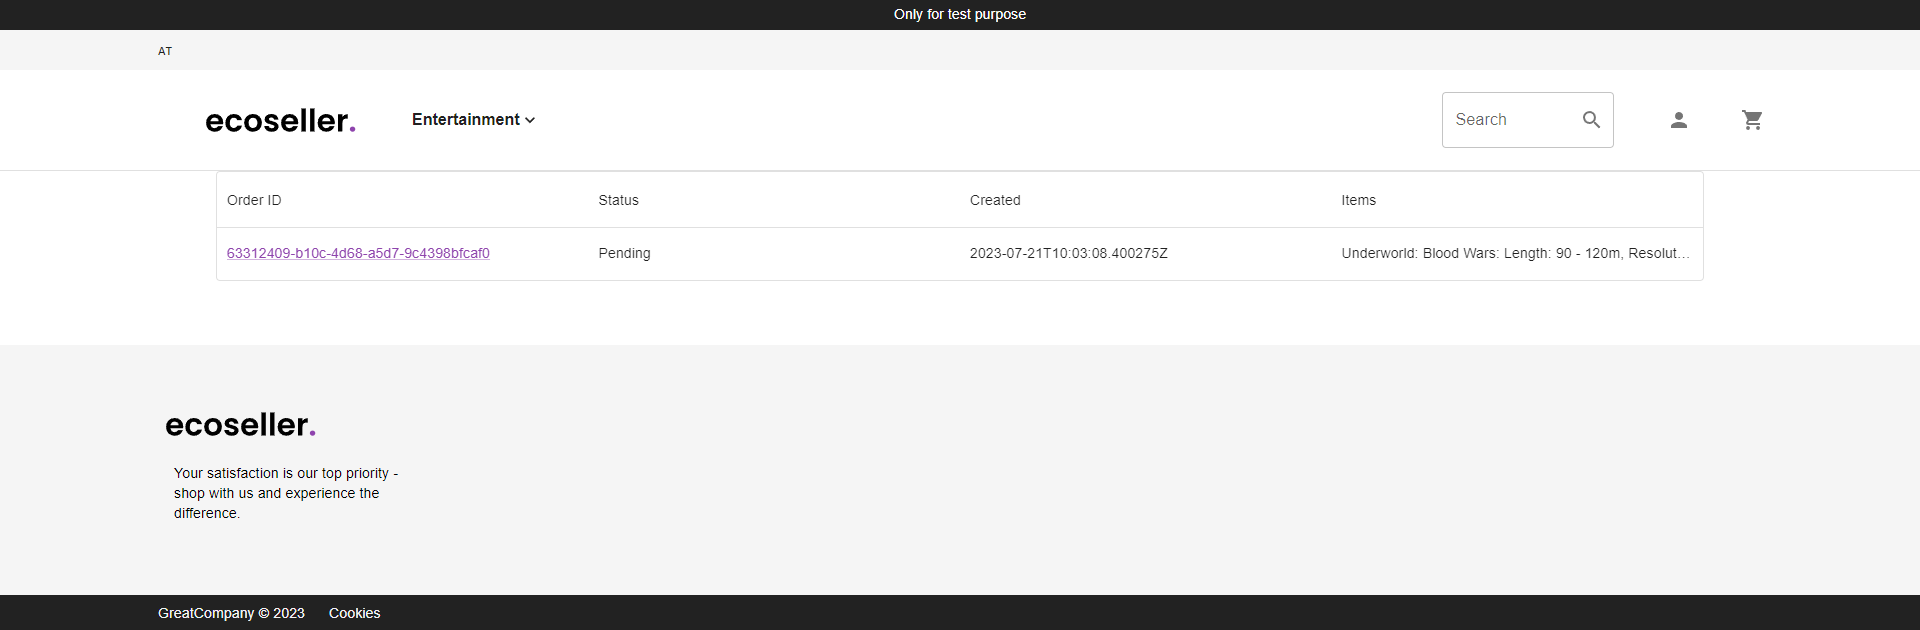 Only for test purpose
AT
ecoseller.
Entertainment
Search
Order ID Status Created Items
63312409-b10c-4d68-a5d7-9c4398bfcaf0 Pending 2023-07-21T10:03:08.400275Z Underworld: Blood Wars: Length: 90 - 120m, Resolut...
ecoseller.
Your satisfaction is our top priority -
shop with us and experience the
difference.
GreatCompany © 2023 Cookies